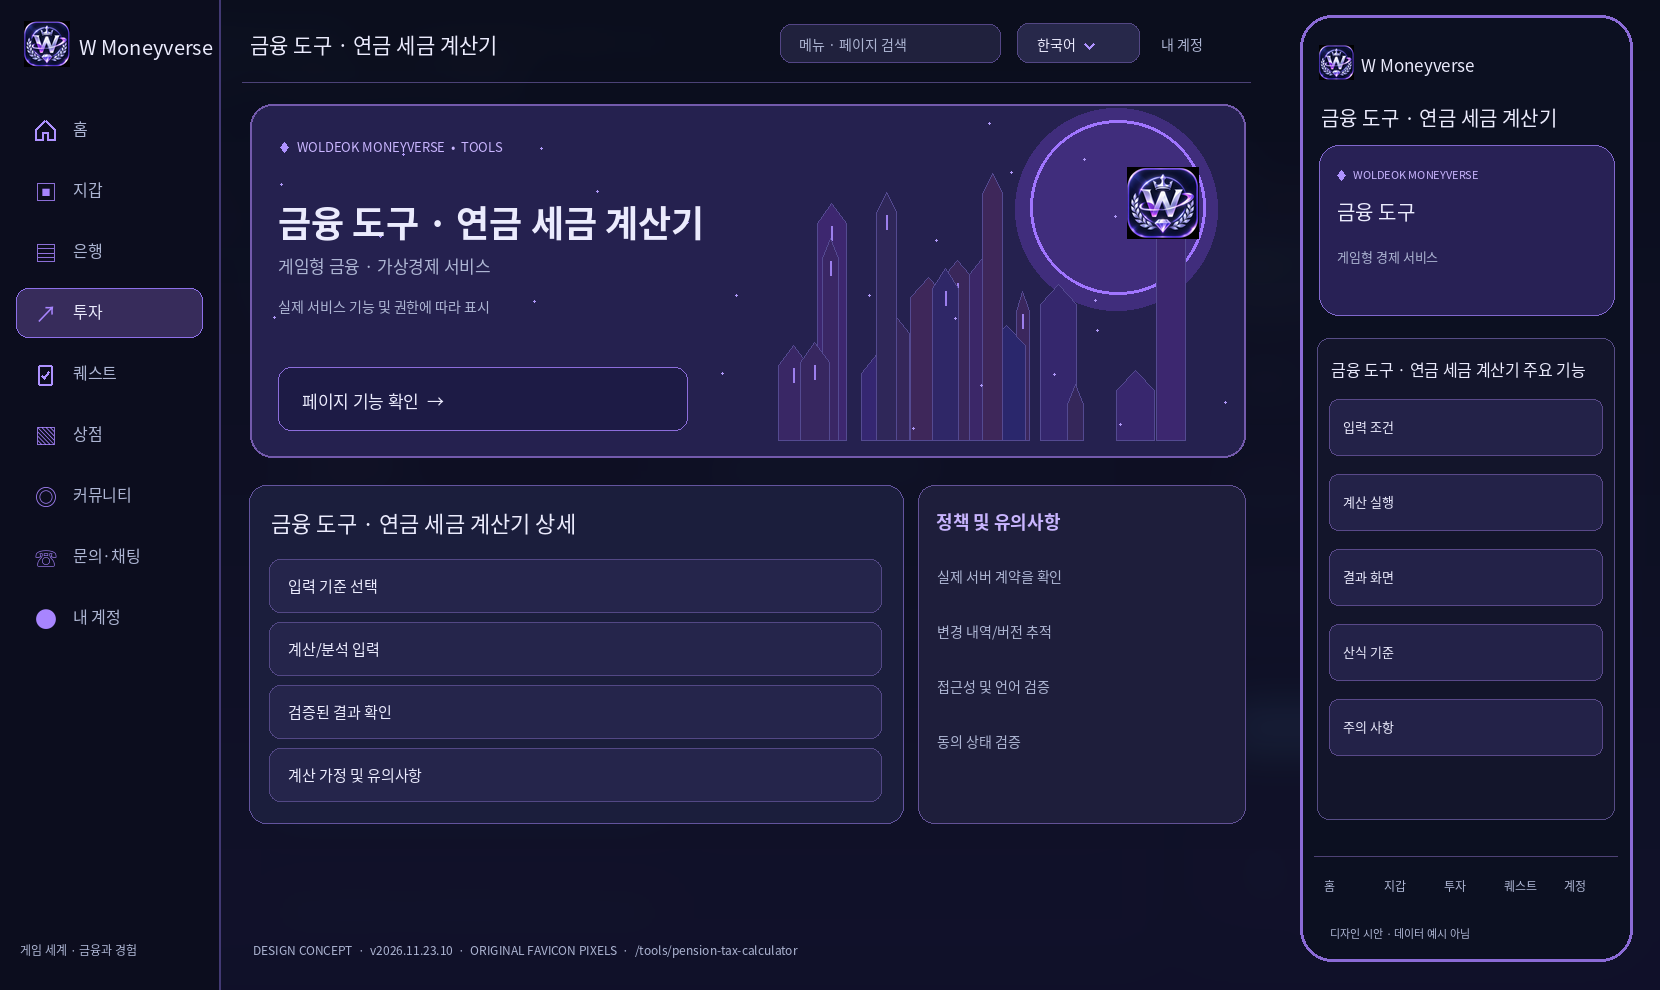 W Moneyverse
홈
지갑
은행
투자
퀘스트
상점
커뮤니티
문의·채팅
내 계정
게임 세계 · 금융과 경험
금융 도구 · 연금 세금 계산기
메뉴 · 페이지 검색
한국어
내 계정
WOLDEOK MONEYVERSE • TOOLS
금융 도구 · 연금 세금 계산기
게임형 금융 · 가상경제 서비스
실제 서비스 기능 및 권한에 따라 표시
페이지 기능 확인 →
금융 도구 · 연금 세금 계산기 상세
입력 기준 선택
계산/분석 입력
검증된 결과 확인
계산 가정 및 유의사항
정책 및 유의사항
실제 서버 계약을 확인
변경 내역/버전 추적
접근성 및 언어 검증
동의 상태 검증
DESIGN CONCEPT · v2026.11.23.10 · ORIGINAL FAVICON PIXELS · /tools/pension-tax-calculator
W Moneyverse
금융 도구 · 연금 세금 계산기
WOLDEOK MONEYVERSE
금융 도구
게임형 경제 서비스
금융 도구 · 연금 세금 계산기 주요 기능
입력 조건
계산 실행
결과 화면
산식 기준
주의 사항
홈 지갑 투자 퀘스트 계정
디자인 시안 · 데이터 예시 아님